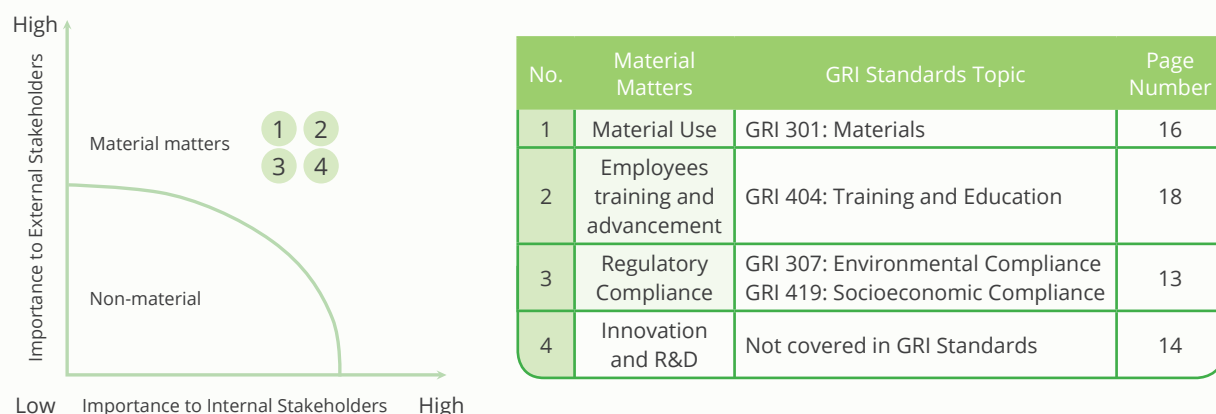 High
Importance to External Stakeholders
Material matters
1 2
3 4
Non-material
Low Importance to Internal Stakeholders High
No. Material Matters GRI Standards Topic Page Number
1 Material Use GRI 301: Materials 16
2 Employees training and advancement GRI 404: Training and Education 18
3 Regulatory Compliance GRI 307: Environmental Compliance GRI 419: Socioeconomic Compliance 13
4 Innovation and R&D Not covered in GRI Standards 14